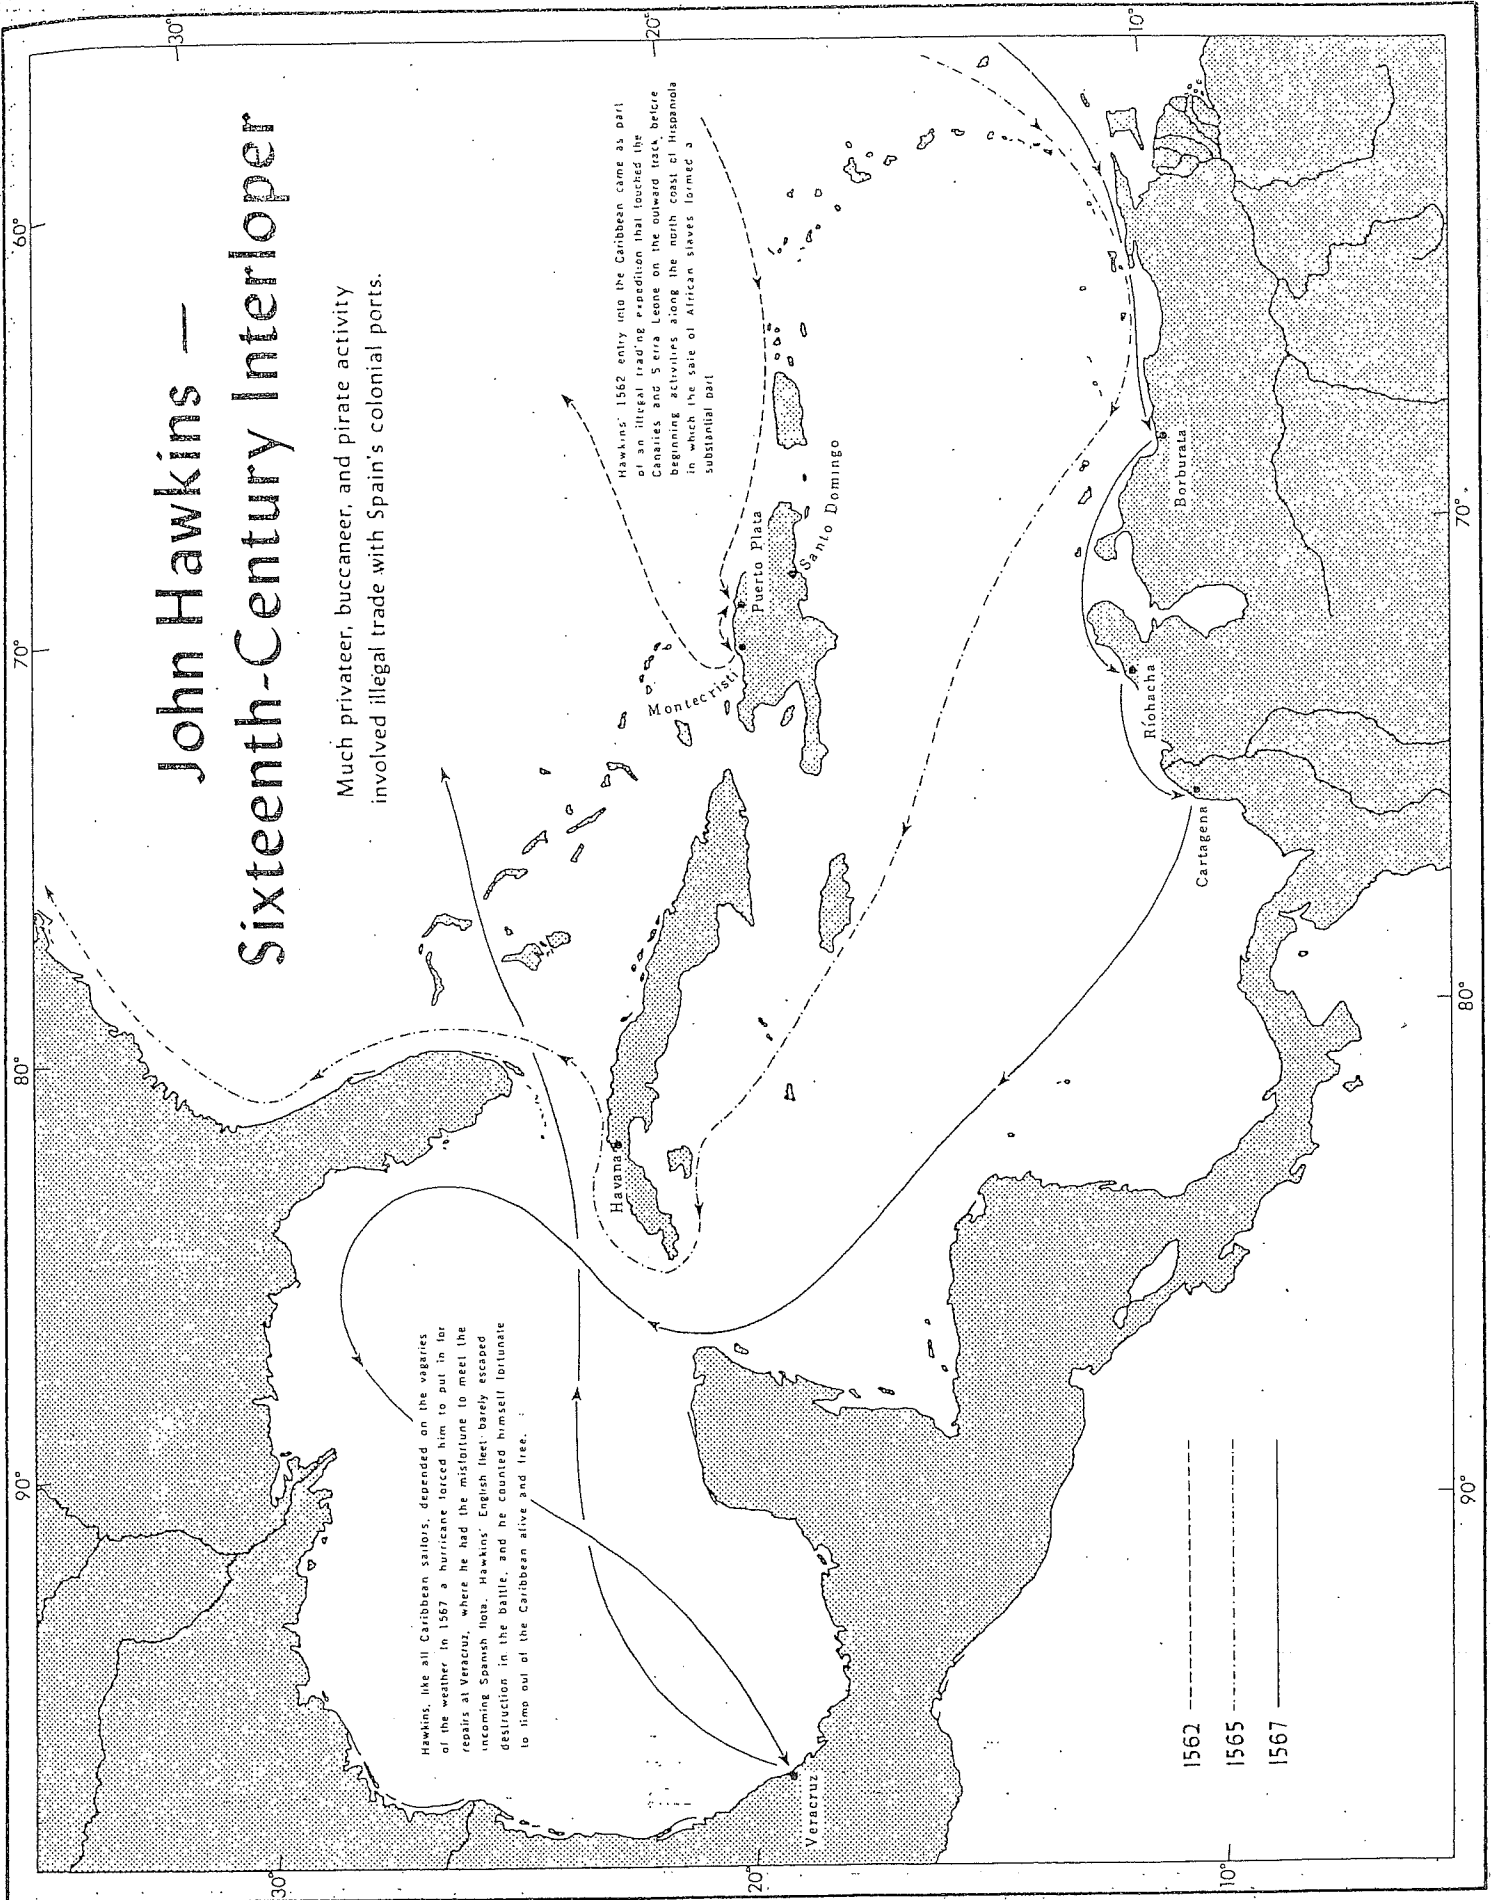 John Hawkins —
Sixteenth-Century Interloper
Much privateer, buccaneer, and pirate activity
involved illegal trade with Spain's colonial ports.
90°
80°
70°
60°
30°
20°
10°
Hawkins' 1562 entry into the Caribbean came as part
of an illegal trading expedition that touched the
Canaries and Sierra Leone on the outward track, before
beginning activities along the north coast of Hispaniola
in which the sale of African slaves formed a
substantial part
Hawkins, like all Caribbean sailors, depended on the vagaries
of the weather. In 1567 a hurricane forced him to put in for
repairs at Veracruz, where he had the misfortune to meet the
incoming Spanish flota. Hawkins' English fleet barely escaped
destruction in the battle, and he counted himself fortunate
to limp out of the Caribbean alive and free.
Havana
Montecristi
Puerto Plata
Santo Domingo
Veracruz
Cartagena
Ríohacha
Borburata
1562
1565
1567
30°
20°
10°
90°
80°
70°